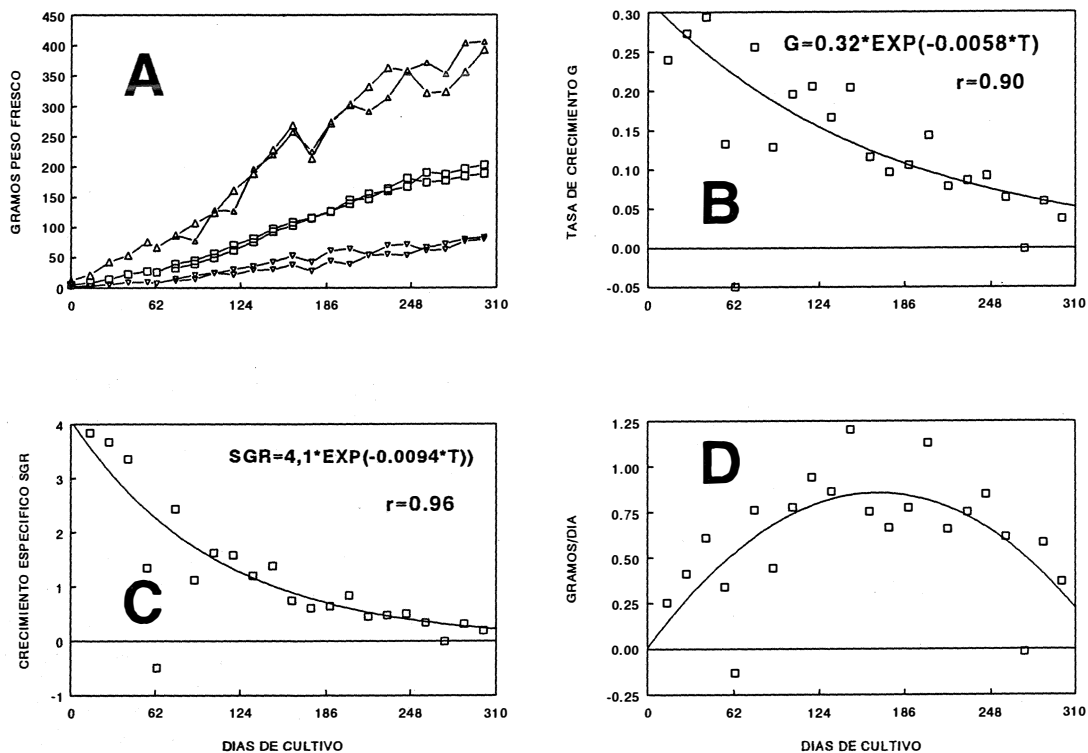 A
GRAMOS PESO FRESCO
450
400
350
300
250
200
150
100
50
0
0 62 124 186 248 310
B
G=0.32*EXP(-0.0058*T)
r=0.90
TASA DE CRECIMIENTO G
0.30
0.25
0.20
0.15
0.10
0.05
0.00
-0.05
0 62 124 186 248 310
C
SGR=4,1*EXP(-0.0094*T))
r=0.96
CRECIMIENTO ESPECIFICO SGR
4
3
2
1
0
-1
0 62 124 186 248 310
DIAS DE CULTIVO
D
GRAMOS/DIA
1.25
1.00
0.75
0.50
0.25
0.00
-0.25
0 62 124 186 248 310
DIAS DE CULTIVO